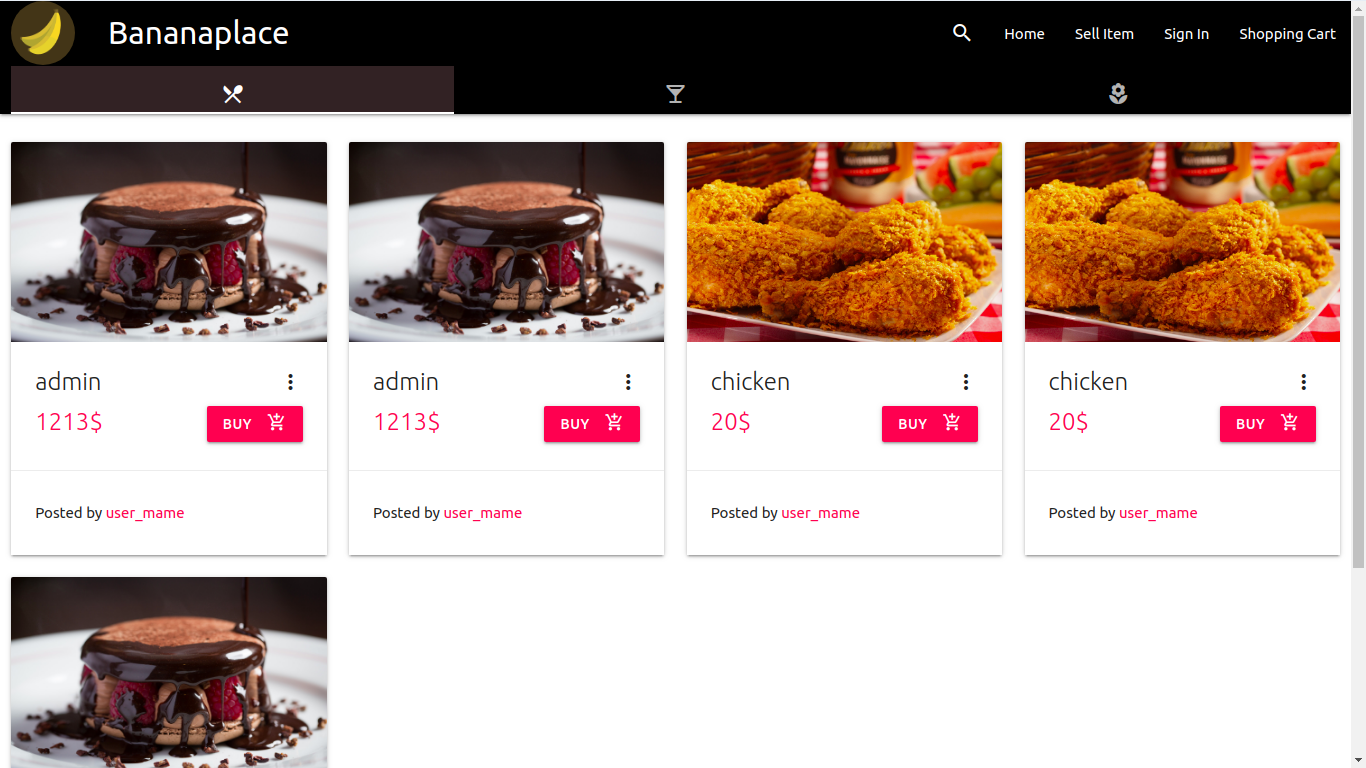 Bananaplace
Home Sell Item Sign In Shopping Cart
admin
1213$ BUY
Posted by user_mame
admin
1213$ BUY
Posted by user_mame
chicken
20$ BUY
Posted by user_mame
chicken
20$ BUY
Posted by user_mame